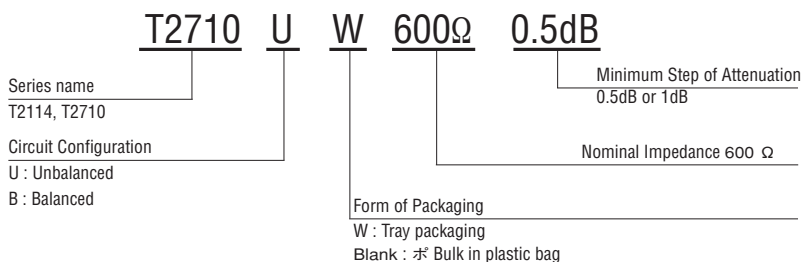 T2710 U W 600Ω 0.5dB
Series name
T2114, T2710
Circuit Configuration
U : Unbalanced
B : Balanced
Minimum Step of Attenuation
0.5dB or 1dB
Nominal Impedance 600 Ω
Form of Packaging
W : Tray packaging
Blank : ポ Bulk in plastic bag